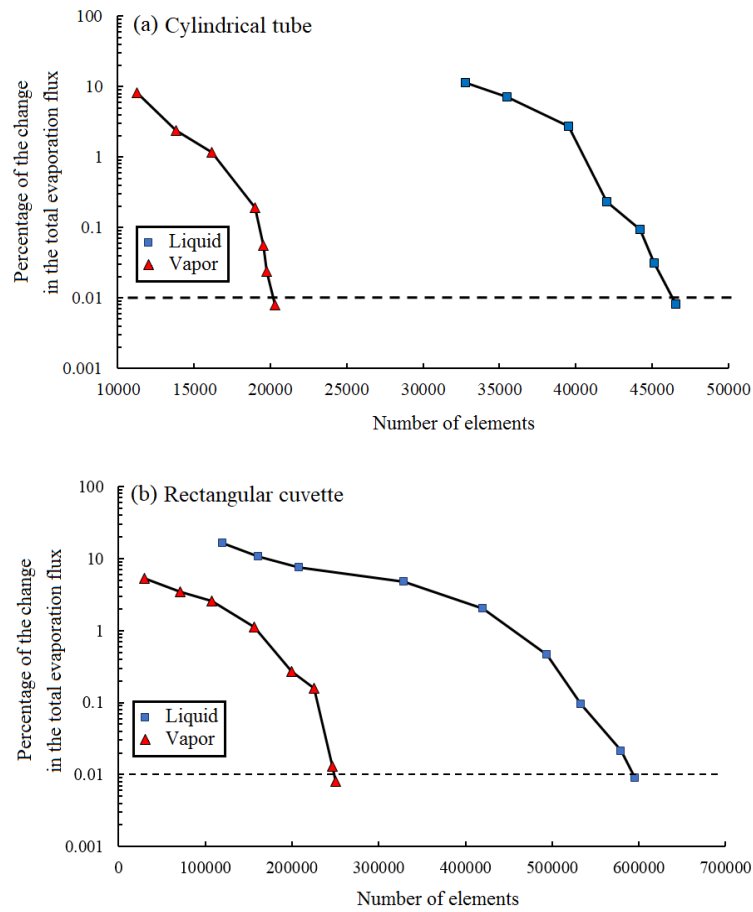 (a) Cylindrical tube
Percentage of the change
in the total evaporation flux
100
10
1
0.1
0.01
0.001
Liquid
Vapor
10000 15000 20000 25000 30000 35000 40000 45000 50000
Number of elements
(b) Rectangular cuvette
Percentage of the change
in the total evaporation flux
100
10
1
0.1
0.01
0.001
Liquid
Vapor
0 100000 200000 300000 400000 500000 600000 700000
Number of elements